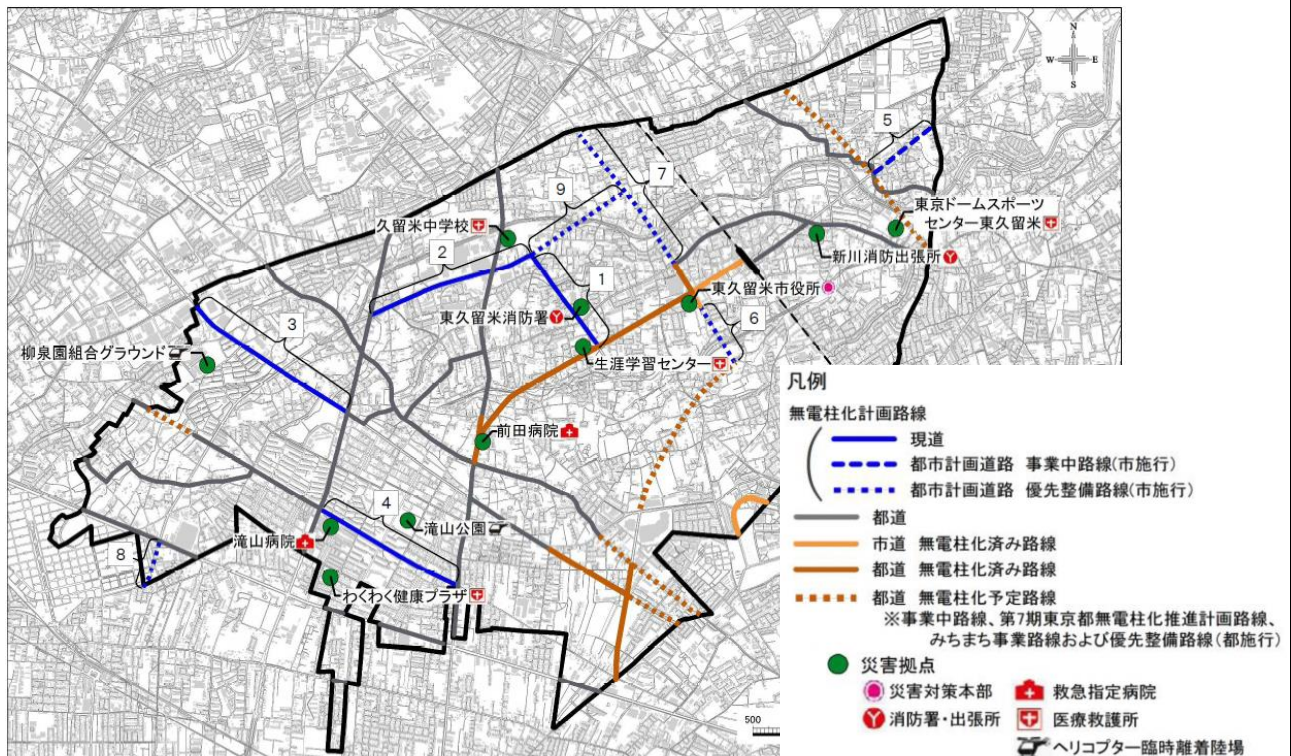 N
W E
S
5
7
9
東京ドームスポーツ
センター東久留米
久留米中学校
2
新川消防出張所
1
東久留米市役所
東久留米消防署
6
3
柳泉園組合グラウンド
生涯学習センター
前田病院
4
滝山公園
滝山病院
8
わくわく健康プラザ
500
凡例
無電柱化計画路線
現道
都市計画道路 事業中路線(市施行)
都市計画道路 優先整備路線(市施行)
都道
市道 無電柱化済み路線
都道 無電柱化済み路線
都道 無電柱化予定路線
※事業中路線、第7期東京都無電柱化推進計画路線、
みちまち事業路線および優先整備路線(都施行)
災害拠点
災害対策本部 救急指定病院
消防署・出張所 医療救護所
ヘリコプター臨時離着陸場